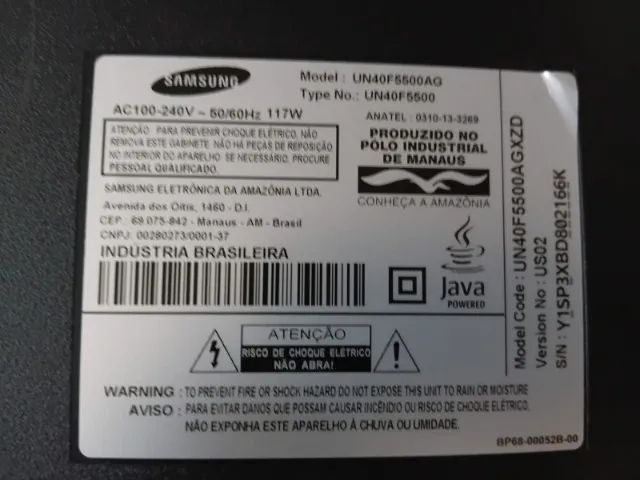 SAMSUNG
Model : UN40F5500AG
Type No.: UN40F5500
AC100-240V ~ 50/60Hz 117W
ATENÇÃO: PARA PREVENIR CHOQUE ELÉTRICO, NÃO
REMOVA ESTE GABINETE. NÃO HÁ PEÇAS DE REPOSIÇÃO
NO INTERIOR DO APARELHO. SE NECESSÁRIO, PROCURE
PESSOAL QUALIFICADO.
SAMSUNG ELETRÔNICA DA AMAZÔNIA LTDA.
Avenida dos Oitis, 1460 - D.I.
CEP : 69.075-842 - Manaus - AM - Brasil
CNPJ: 00280273/0001-37
INDÚSTRIA BRASILEIRA
ANATEL : 0310-13-3269
PRODUZIDO NO
PÓLO INDUSTRIAL
DE MANAUS
CONHEÇA A AMAZÔNIA
Java
POWERED
ATENÇÃO
RISCO DE CHOQUE ELÉTRICO
NÃO ABRA!
WARNING : TO PREVENT FIRE OR SHOCK HAZARD DO NOT EXPOSE THIS UNIT TO RAIN OR MOISTURE
AVISO : PARA EVITAR DANOS QUE POSSAM CAUSAR INCÊNDIO OU RISCO DE CHOQUE ELÉTRICO,
NÃO EXPONHA ESTE APARELHO À CHUVA OU UMIDADE.
Model Code : UN40F5500AGXZD
Version No : US02
S/N : Y1SP3XBD802166K
BP68-00052B-00